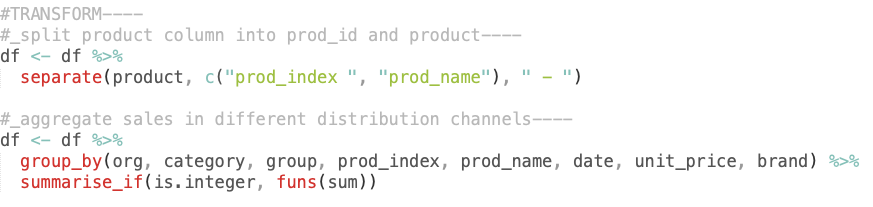 #TRANSFORM----
#_split product column into prod_id and product----
df <- df %>%
  separate(product, c("prod_index ", "prod_name"), " - ")

#_aggregate sales in different distribution channels----
df <- df %>%
  group_by(org, category, group, prod_index, prod_name, date, unit_price, brand) %>%
  summarise_if(is.integer, funs(sum))